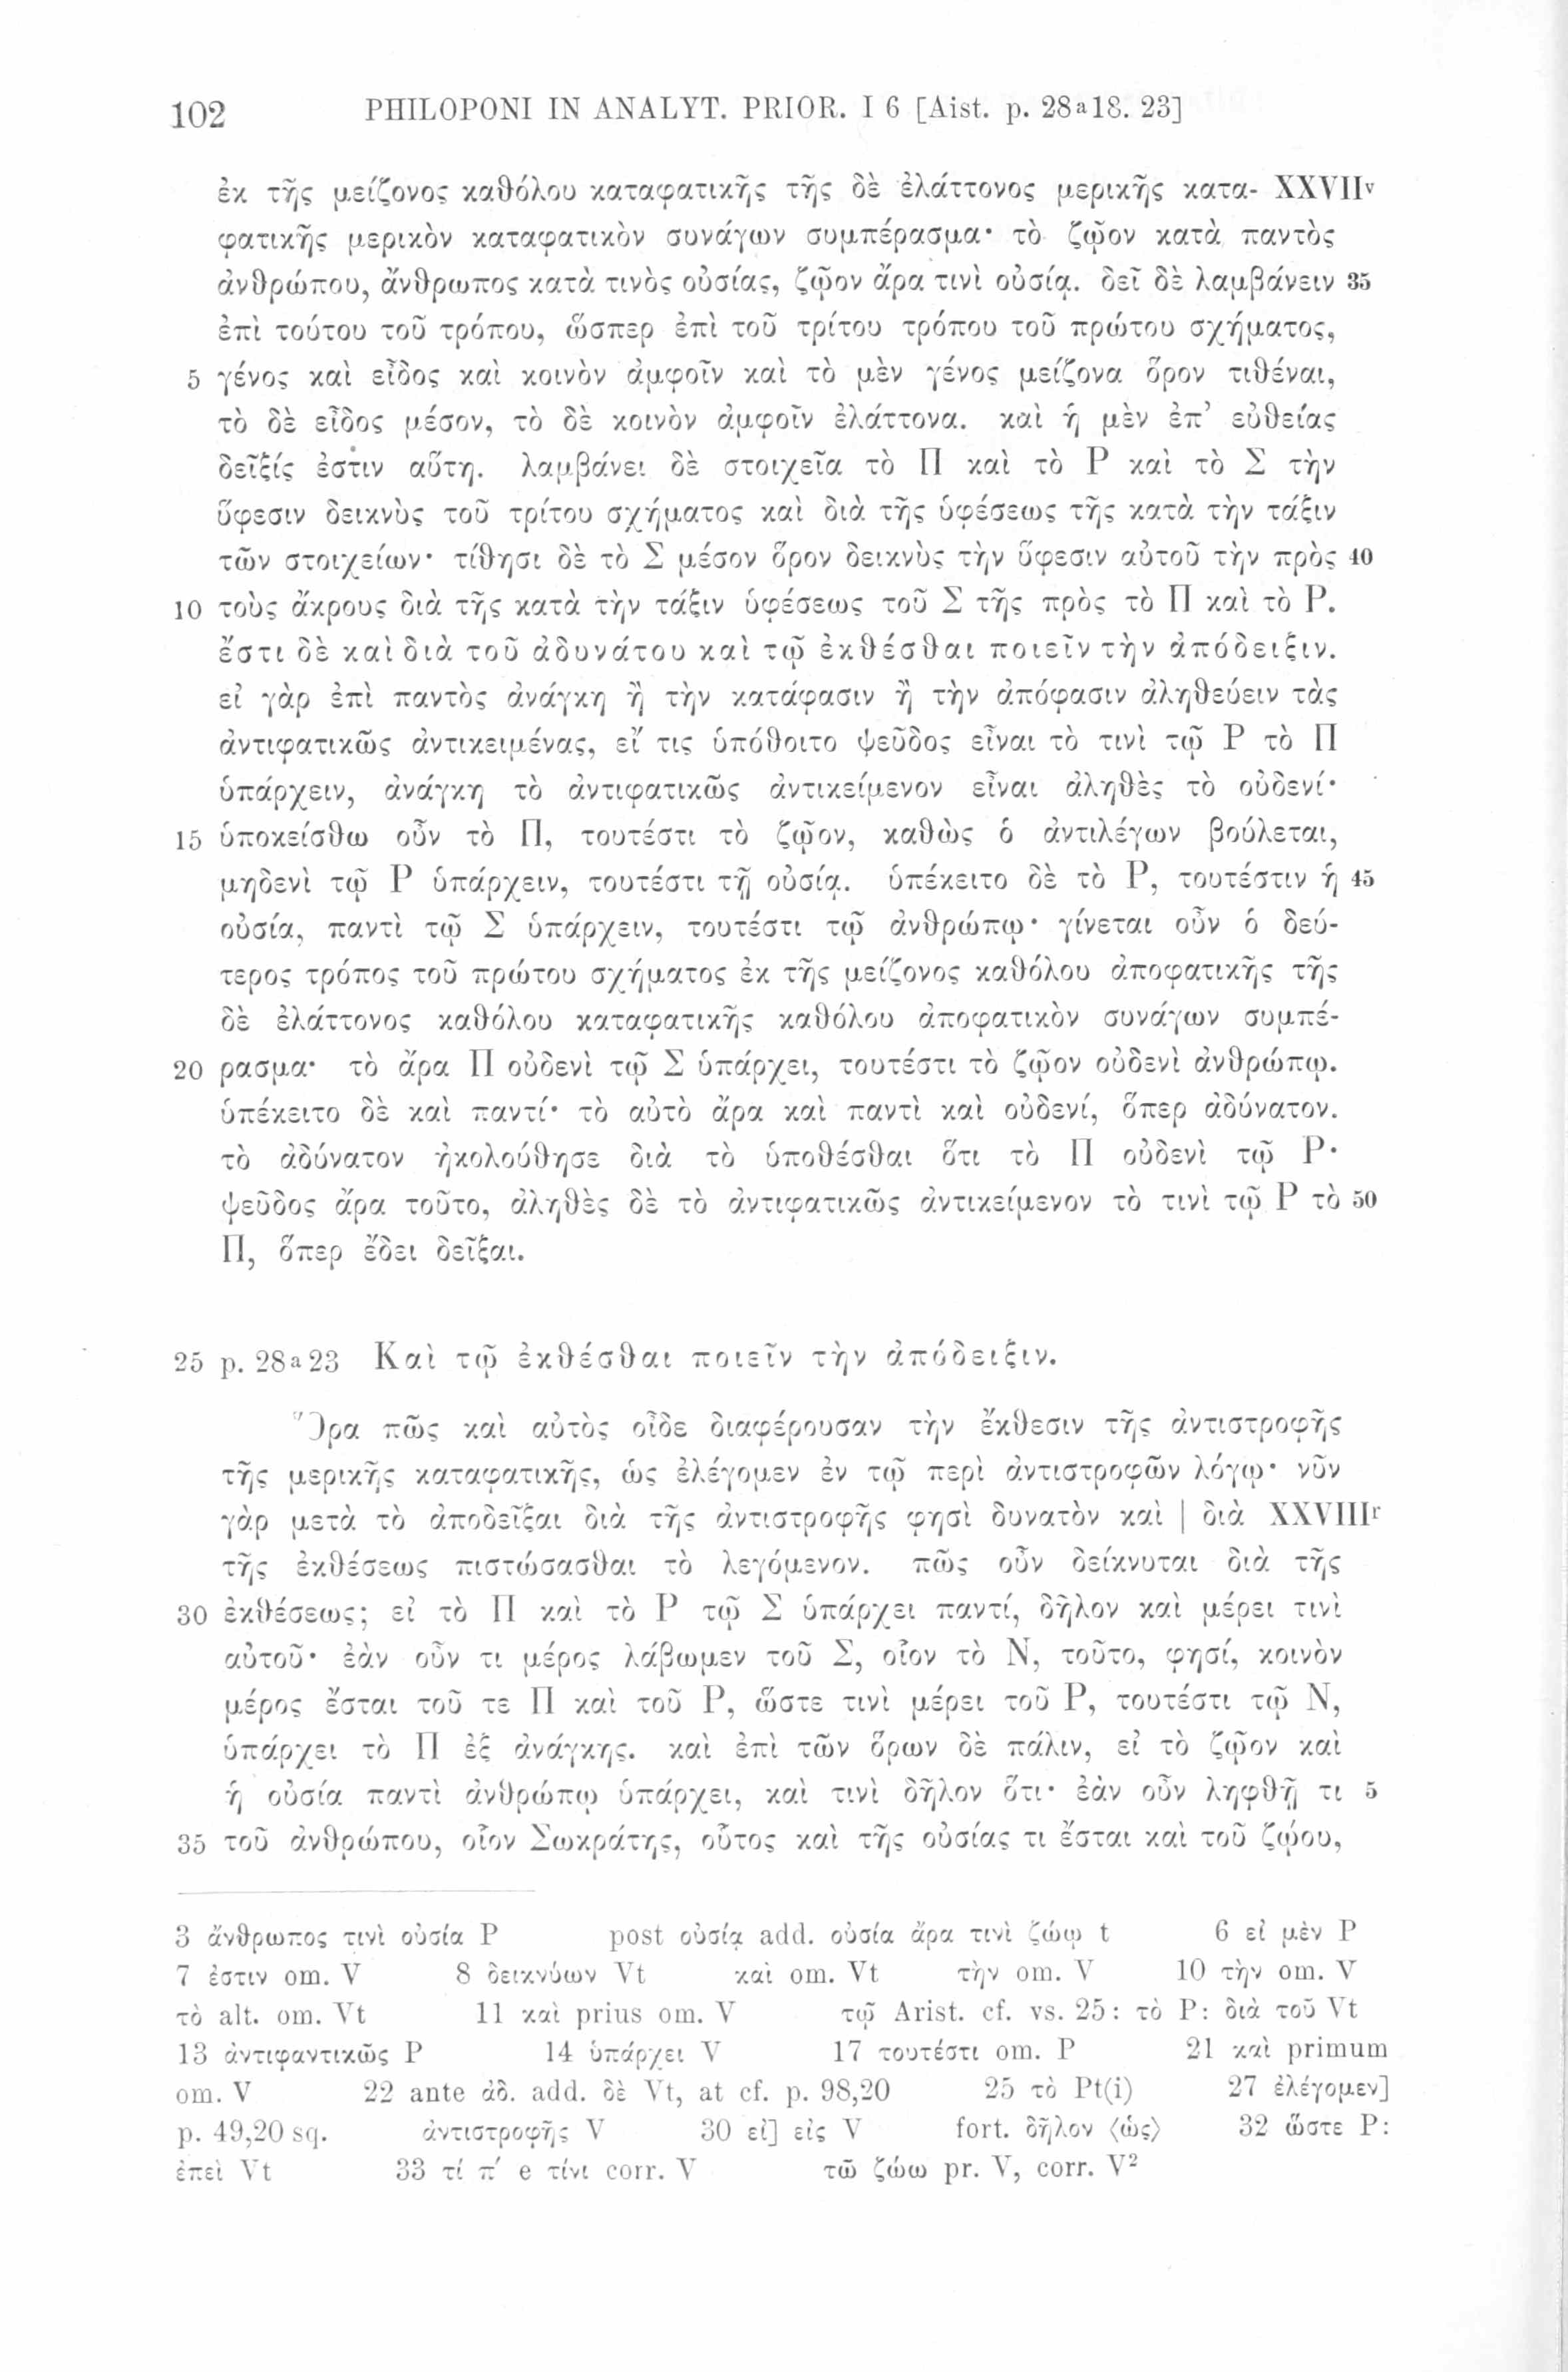 102 PHILOPONI IN ANALYT. PRIOR. I 6 [Aist. p. 28a18. 23]
ἐκ τῆς μείζονος καθόλου καταφατικῆς τῆς δὲ ἐλάττονος μερικῆς κατα- XXVIIv
φατικῆς μερικὸν καταφατικὸν συνάγων συμπέρασμα· τὸ ζῷον κατὰ παντὸς
ἀνθρώπου, ἄνθρωπος κατὰ τινὸς οὐσίας, ζῷον ἄρα τινὶ οὐσίᾳ. δεῖ δὲ λαμβάνειν 35
ἐπὶ τούτου τοῦ τρόπου, ὥσπερ ἐπὶ τοῦ τρίτου τρόπου τοῦ πρώτου σχήματος,
5 γένος καὶ εἶδος καὶ κοινὸν ἀμφοῖν καὶ τὸ μὲν γένος μείζονα ὅρον τιθέναι,
τὸ δὲ εἶδος μέσον, τὸ δὲ κοινὸν ἀμφοῖν ἐλάττονα. καὶ ἡ μὲν ἐπ’ εὐθείας
δεῖξίς ἐστιν αὕτη. λαμβάνει δὲ στοιχεῖα τὸ Π καὶ τὸ Ρ καὶ τὸ Σ τὴν
ὕφεσιν δεικνὺς τοῦ τρίτου σχήματος καὶ διὰ τῆς ὑφέσεως τῆς κατὰ τὴν τάξιν
τῶν στοιχείων· τίθησι δὲ τὸ Σ μέσον ὅρον δεικνὺς τὴν ὕφεσιν αὐτοῦ τὴν πρὸς 40
10 τοὺς ἄκρους διὰ τῆς κατὰ τὴν τάξιν ὑφέσεως τοῦ Σ τῆς πρὸς τὸ Π καὶ τὸ Ρ.
ἔστι δὲ καὶ διὰ τοῦ ἀδυνάτου καὶ τῷ ἐκθέσθαι ποιεῖν τὴν ἀπόδειξιν.
εἰ γὰρ ἐπὶ παντὸς ἀνάγκη ἢ τὴν κατάφασιν ἢ τὴν ἀπόφασιν ἀληθεύειν τὰς
ἀντιφατικῶς ἀντικειμένας, εἴ τις ὑπόθοιτο ψεῦδος εἶναι τὸ τινὶ τῷ Ρ τὸ Π
ὑπάρχειν, ἀνάγκη τὸ ἀντιφατικῶς ἀντικείμενον εἶναι ἀληθὲς τὸ οὐδενί·
15 ὑποκείσθω οὖν τὸ Π, τουτέστι τὸ ζῷον, καθὼς ὁ ἀντιλέγων βούλεται,
μηδενὶ τῷ Ρ ὑπάρχειν, τουτέστι τῇ οὐσίᾳ. ὑπέκειτο δὲ τὸ Ρ, τουτέστιν ἡ 45
οὐσία, παντὶ τῷ Σ ὑπάρχειν, τουτέστι τῷ ἀνθρώπῳ· γίνεται οὖν ὁ δεύ-
τερος τρόπος τοῦ πρώτου σχήματος ἐκ τῆς μείζονος καθόλου ἀποφατικῆς τῆς
δὲ ἐλάττονος καθόλου καταφατικῆς καθόλου ἀποφατικὸν συνάγων συμπέ-
20 ρασμα· τὸ ἄρα Π οὐδενὶ τῷ Σ ὑπάρχει, τουτέστι τὸ ζῷον οὐδενὶ ἀνθρώπῳ.
ὑπέκειτο δὲ καὶ παντί· τὸ αὐτὸ ἄρα καὶ παντὶ καὶ οὐδενί, ὅπερ ἀδύνατον.
τὸ ἀδύνατον ἠκολούθησε διὰ τὸ ὑποθέσθαι ὅτι τὸ Π οὐδενὶ τῷ Ρ·
ψεῦδος ἄρα τοῦτο, ἀληθὲς δὲ τὸ ἀντιφατικῶς ἀντικείμενον τὸ τινὶ τῷ Ρ τὸ 50
Π, ὅπερ ἔδει δεῖξαι.
25 p. 28a23 Καὶ τῷ ἐκθέσθαι ποιεῖν τὴν ἀπόδειξιν.
Ὅρα πῶς καὶ αὐτὸς οἶδε διαφέρουσαν τὴν ἔκθεσιν τῆς ἀντιστροφῆς
τῆς μερικῆς καταφατικῆς, ὡς ἐλέγομεν ἐν τῷ περὶ ἀντιστροφῶν λόγῳ· νῦν
γὰρ μετὰ τὸ ἀποδεῖξαι διὰ τῆς ἀντιστροφῆς φησὶ δυνατὸν καὶ | διὰ XXVIIIr
τῆς ἐκθέσεως πιστώσασθαι τὸ λεγόμενον. πῶς οὖν δείκνυται διὰ τῆς
30 ἐκθέσεως; εἰ τὸ Π καὶ τὸ Ρ τῷ Σ ὑπάρχει παντί, δῆλον καὶ μέρει τινὶ
αὐτοῦ· ἐὰν οὖν τι μέρος λάβωμεν τοῦ Σ, οἷον τὸ Ν, τοῦτο, φησί, κοινὸν
μέρος ἔσται τοῦ τε Π καὶ τοῦ Ρ, ὥστε τινὶ μέρει τοῦ Ρ, τουτέστι τῷ Ν,
ὑπάρχει τὸ Π ἐξ ἀνάγκης. καὶ ἐπὶ τῶν ὅρων δὲ πάλιν, εἰ τὸ ζῷον καὶ
ἡ οὐσία παντὶ ἀνθρώπῳ ὑπάρχει, καὶ τινὶ δῆλον ὅτι· ἐὰν οὖν ληφθῇ τι 5
35 τοῦ ἀνθρώπου, οἷον Σωκράτης, οὗτος καὶ τῆς οὐσίας τι ἔσται καὶ τοῦ ζῴου,
3 ἄνθρωπος τινὶ οὐσία P post οὐσίᾳ add. οὐσία ἄρα τινὶ ζώῳ t 6 εἰ μὲν P
7 ἐστιν om. V 8 δεικνύων Vt καὶ om. Vt τὴν om. V 10 τὴν om. V
τὸ alt. om. Vt 11 καὶ prius om. V τῷ Arist. cf. vs. 25: τὸ P: διὰ τοῦ Vt
13 ἀντιφαντικῶς P 14 ὑπάρχει V 17 τουτέστι om. P 21 καὶ primum
om. V 22 ante ἀδ. add. δὲ Vt, at cf. p. 98,20 25 τὸ Pt(i) 27 ἐλέγομεν]
p. 49,20 sq. ἀντιστροφῆς V 30 εἰ] εἰς V fort. δῆλον ⟨ὡς⟩ 32 ὥστε P:
ἐπεὶ Vt 33 τί π' e τίνι corr. V τῶ ζώω pr. V, corr. V2